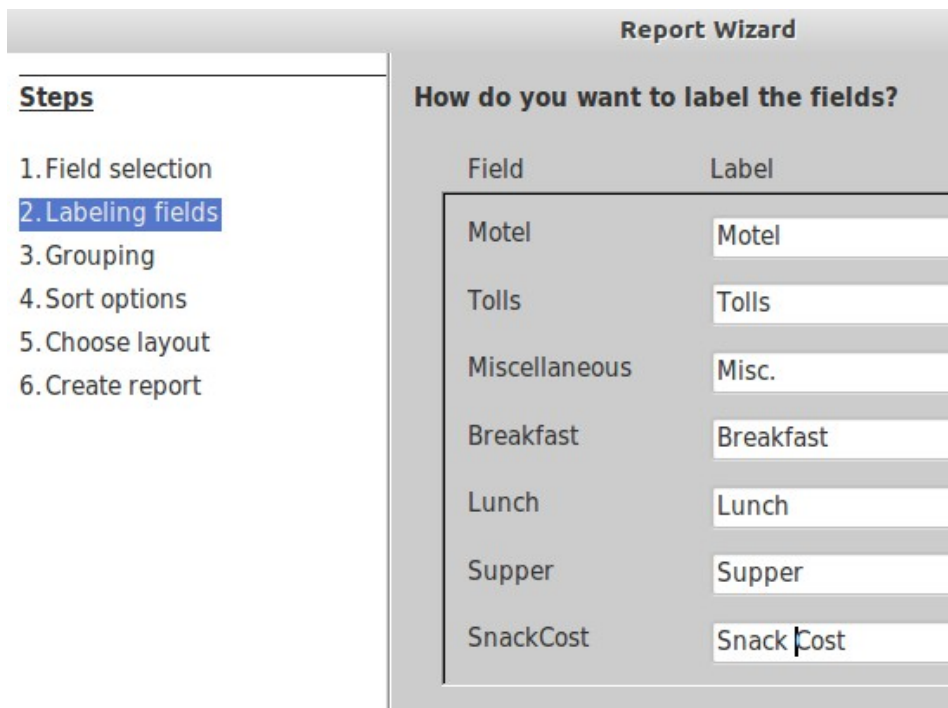 Report Wizard
Steps
1. Field selection
2. Labeling fields
3. Grouping
4. Sort options
5. Choose layout
6. Create report
How do you want to label the fields?
Field Label
Motel Motel
Tolls Tolls
Miscellaneous Misc.
Breakfast Breakfast
Lunch Lunch
Supper Supper
SnackCost Snack Cost